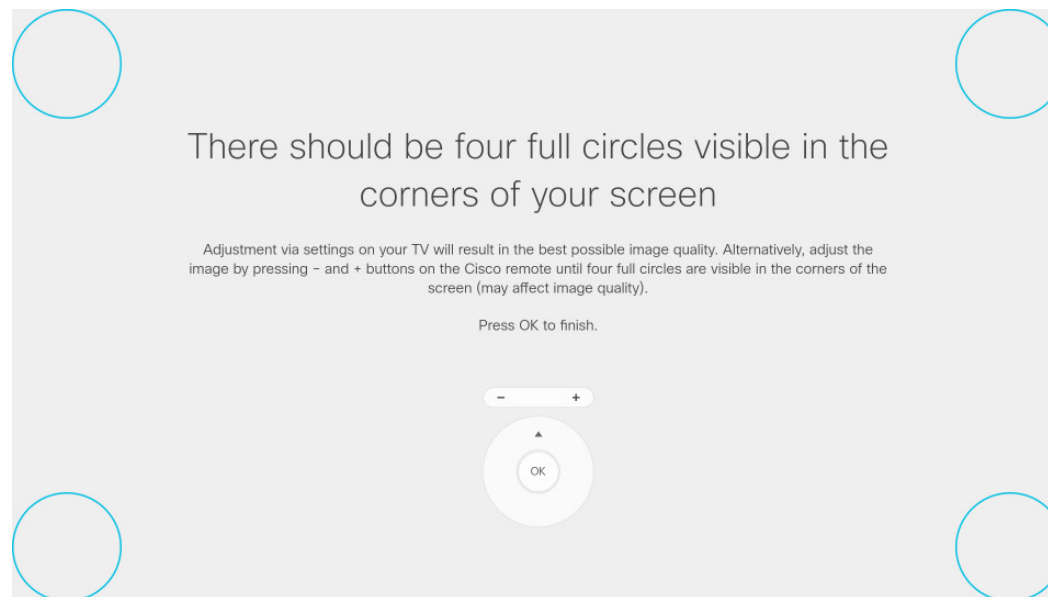 There should be four full circles visible in the
corners of your screen
Adjustment via settings on your TV will result in the best possible image quality. Alternatively, adjust the
image by pressing – and + buttons on the Cisco remote until four full circles are visible in the corners of the
screen (may affect image quality).
Press OK to finish.
– +
OK